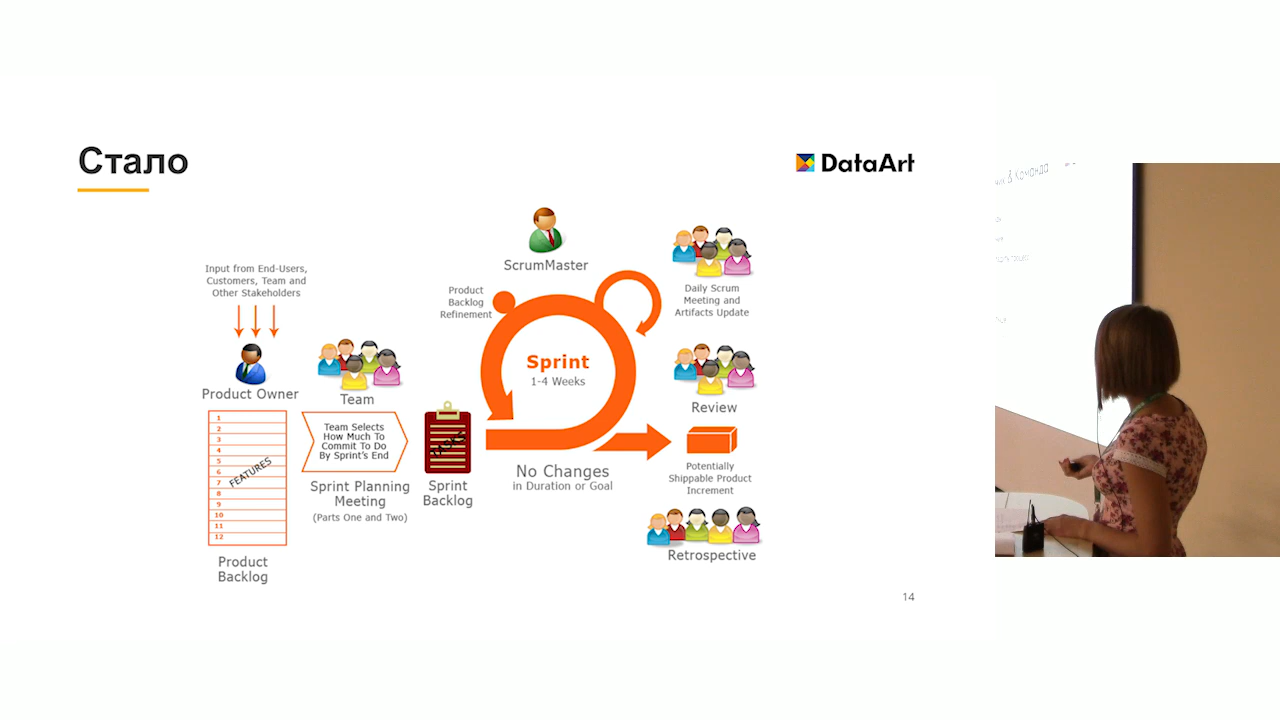 Стало
DataArt
ScrumMaster
Input from End-Users,
Customers, Team and
Other Stakeholders
Product
Backlog
Refinement
Daily Scrum
Meeting and
Artifacts Update
Sprint
1-4 Weeks
Product Owner
Team
Review
1
2
3
4
5
6
7
8
9
10
11
12
FEATURES
Team Selects
How Much To
Commit To Do
By Sprint's End
Sprint Planning
Meeting
(Parts One and Two)
Sprint
Backlog
No Changes
in Duration or Goal
Potentially
Shippable Product
Increment
Retrospective
Product
Backlog
14
& Команда